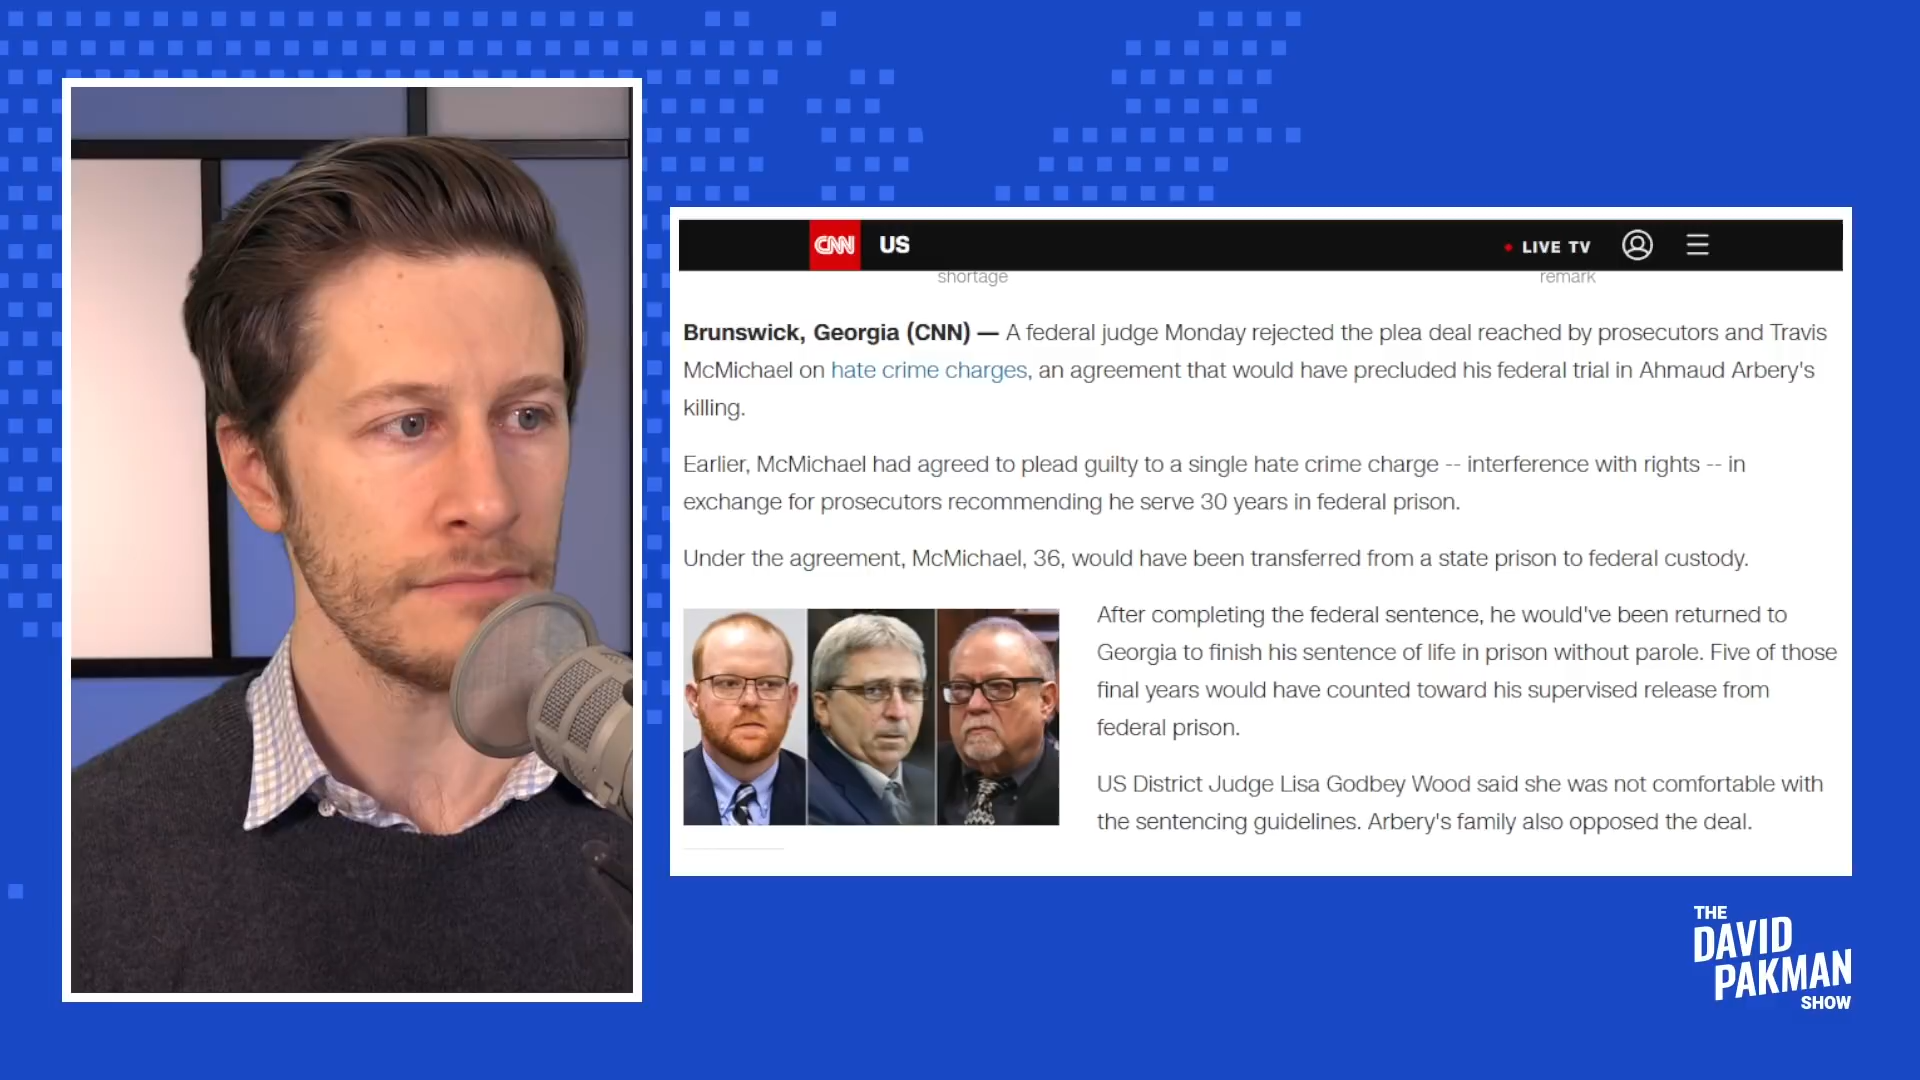 CNN US
LIVE TV
shortage
remark
Brunswick, Georgia (CNN) — A federal judge Monday rejected the plea deal reached by prosecutors and Travis
McMichael on hate crime charges, an agreement that would have precluded his federal trial in Ahmaud Arbery's
killing.
Earlier, McMichael had agreed to plead guilty to a single hate crime charge -- interference with rights -- in
exchange for prosecutors recommending he serve 30 years in federal prison.
Under the agreement, McMichael, 36, would have been transferred from a state prison to federal custody.
After completing the federal sentence, he would've been returned to
Georgia to finish his sentence of life in prison without parole. Five of those
final years would have counted toward his supervised release from
federal prison.
US District Judge Lisa Godbey Wood said she was not comfortable with
the sentencing guidelines. Arbery's family also opposed the deal.
THE
DAVID
PAKMAN
SHOW